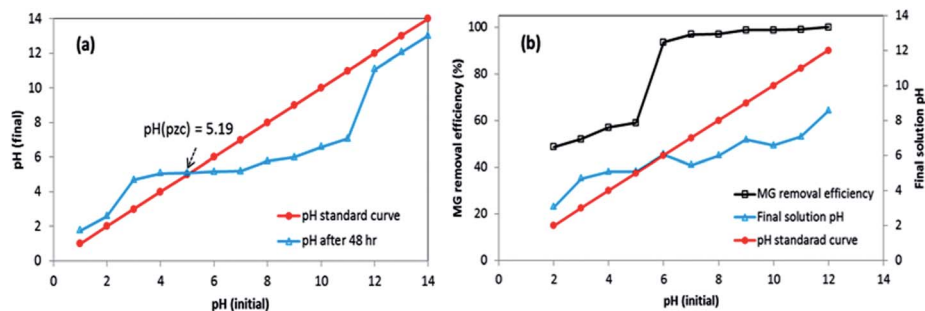 (a)
pH (final)
14
12
10
8
6
4
2
0
pH(pzc) = 5.19
pH standard curve
pH after 48 hr
0 2 4 6 8 10 12 14
pH (initial)
(b)
MG removal efficiency (%)
100
80
60
40
20
0
MG removal efficiency
Final solution pH
pH standarad curve
0 2 4 6 8 10 12 14
pH (initial)
14
12
10
8
6
4
2
0
Final solution pH